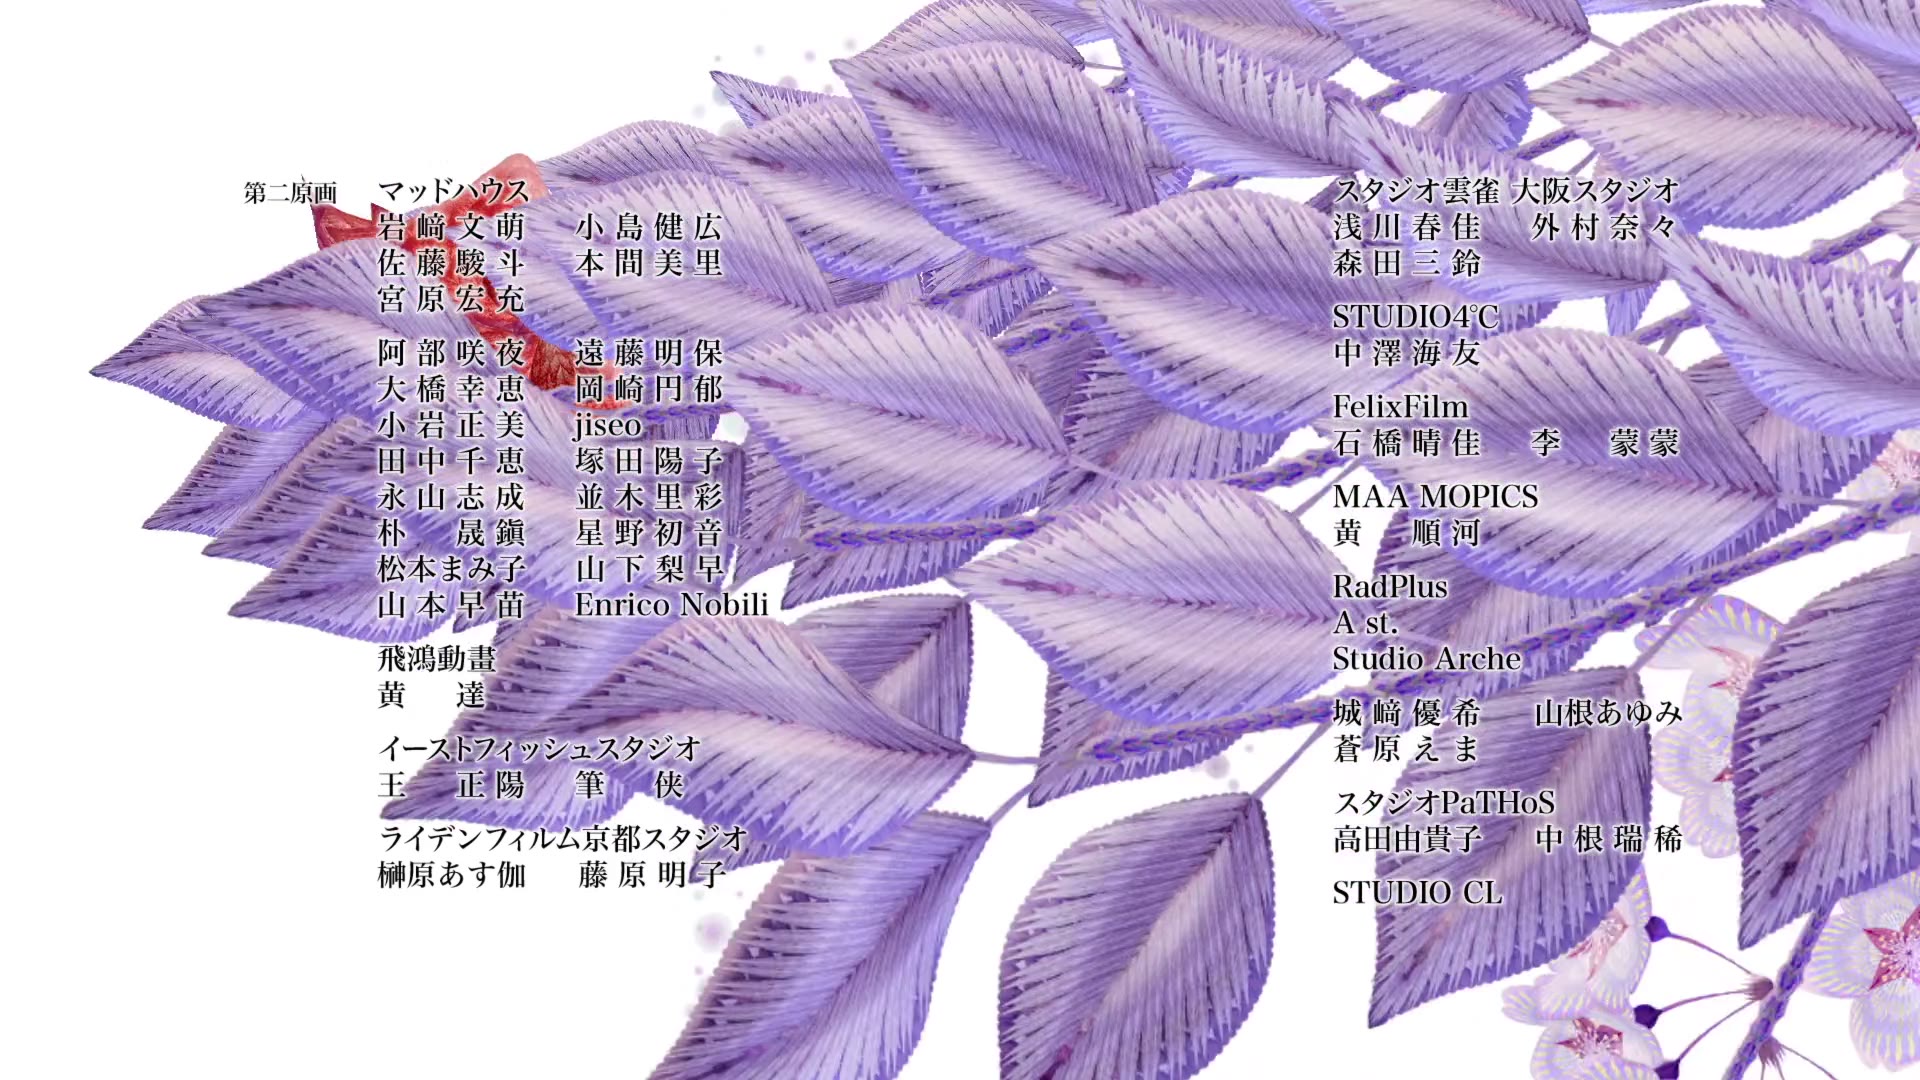 第二原画 マッドハウス
岩﨑文萌 小島健広
佐藤駿斗 本間美里
宮原宏充
阿部咲夜 遠藤明保
大橋幸恵 岡崎円郁
小岩正美 jiseo
田中千恵 塚田陽子
永山志成 並木里彩
朴 晟鎭 星野初音
松本まみ子 山下梨早
山本早苗 Enrico Nobili
飛鴻動畫
黄 達
イーストフィッシュスタジオ
王 正陽 筆 侠
ライデンフィルム京都スタジオ
榊原あす伽 藤原明子
スタジオ雲雀 大阪スタジオ
浅川春佳 外村奈々
森田三鈴
STUDIO4℃
中澤海友
FelixFilm
石橋晴佳 李 蒙蒙
MAA MOPICS
黄 順河
RadPlus
A st.
Studio Arche
城﨑優希 山根あゆみ
蒼原えま
スタジオPaTHoS
高田由貴子 中根瑞稀
STUDIO CL